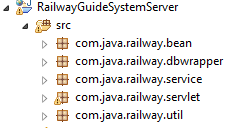 RailwayGuideSystemServer
src
com.java.railway.bean
com.java.railway.dbwrapper
com.java.railway.service
com.java.railway.servlet
com.java.railway.util